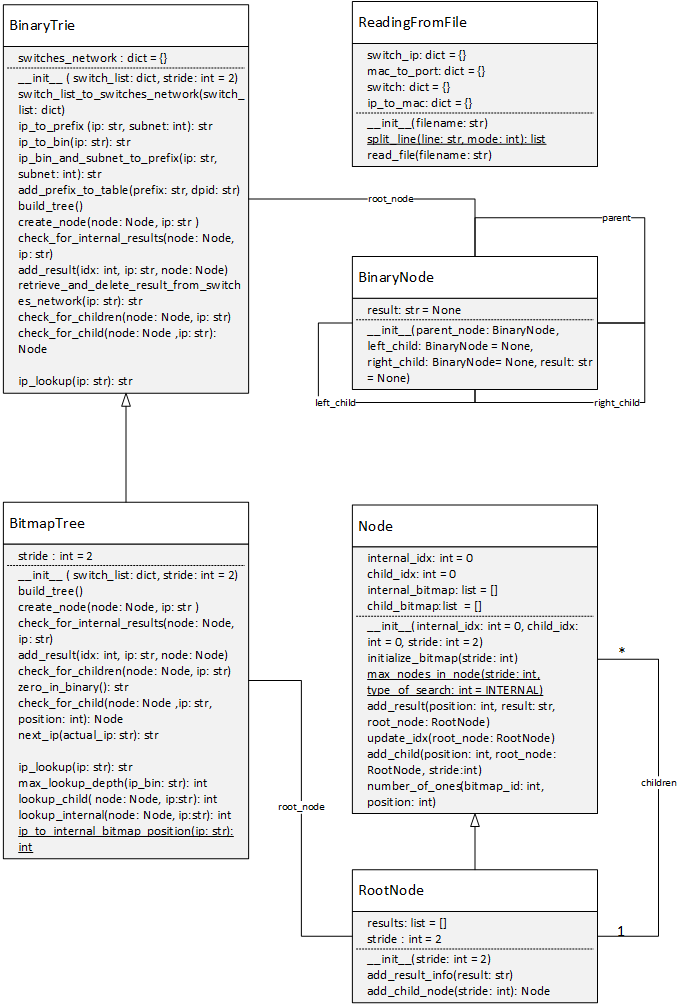 BinaryTrie
switches_network : dict = {}
__init__ ( switch_list: dict, stride: int = 2)
switch_list_to_switches_network(switch_
list: dict)
ip_to_prefix (ip: str, subnet: int): str
ip_to_bin(ip: str): str
ip_bin_and_subnet_to_prefix(ip: str,
subnet: int): str
add_prefix_to_table(prefix: str, dpid: str)
build_tree()
create_node(node: Node, ip: str )
check_for_internal_results(node: Node,
ip: str)
add_result(idx: int, ip: str, node: Node)
retrieve_and_delete_result_from_switch
es_network(ip: str): str
check_for_children(node: Node, ip: str)
check_for_child(node: Node ,ip: str):
Node
ip_lookup(ip: str): str
ReadingFromFile
switch_ip: dict = {}
mac_to_port: dict = {}
switch: dict = {}
ip_to_mac: dict = {}
__init__(filename: str)
split_line(line: str, mode: int): list
read_file(filename: str)
root_node
parent
BinaryNode
result: str = None
__init__(parent_node: BinaryNode,
left_child: BinaryNode = None,
right_child: BinaryNode= None, result: str
= None)
left_child
right_child
BitmapTree
stride : int = 2
__init__ ( switch_list: dict, stride: int = 2)
build_tree()
create_node(node: Node, ip: str )
check_for_internal_results(node: Node,
ip: str)
add_result(idx: int, ip: str, node: Node)
check_for_children(node: Node, ip: str)
zero_in_binary(): str
check_for_child(node: Node ,ip: str,
position: int): Node
next_ip(actual_ip: str): str
ip_lookup(ip: str): str
max_lookup_depth(ip_bin: str): int
lookup_child( node: Node, ip:str): int
lookup_internal(node: Node, ip:str): int
ip_to_internal_bitmap_position(ip: str):
int
Node
internal_idx: int = 0
child_idx: int = 0
internal_bitmap: list = []
child_bitmap:list = []
__init__(internal_idx: int = 0, child_idx:
int = 0, stride: int = 2)
initialize_bitmap(stride: int)
max_nodes_in_node(stride: int,
type_of_search: int = INTERNAL)
add_result(position: int, result: str,
root_node: RootNode)
update_idx(root_node: RootNode)
add_child(position: int, root_node:
RootNode, stride:int)
number_of_ones(bitmap_id: int,
position: int)
*
children
1
root_node
RootNode
results: list = []
stride : int = 2
__init__(stride: int = 2)
add_result_info(result: str)
add_child_node(stride: int): Node